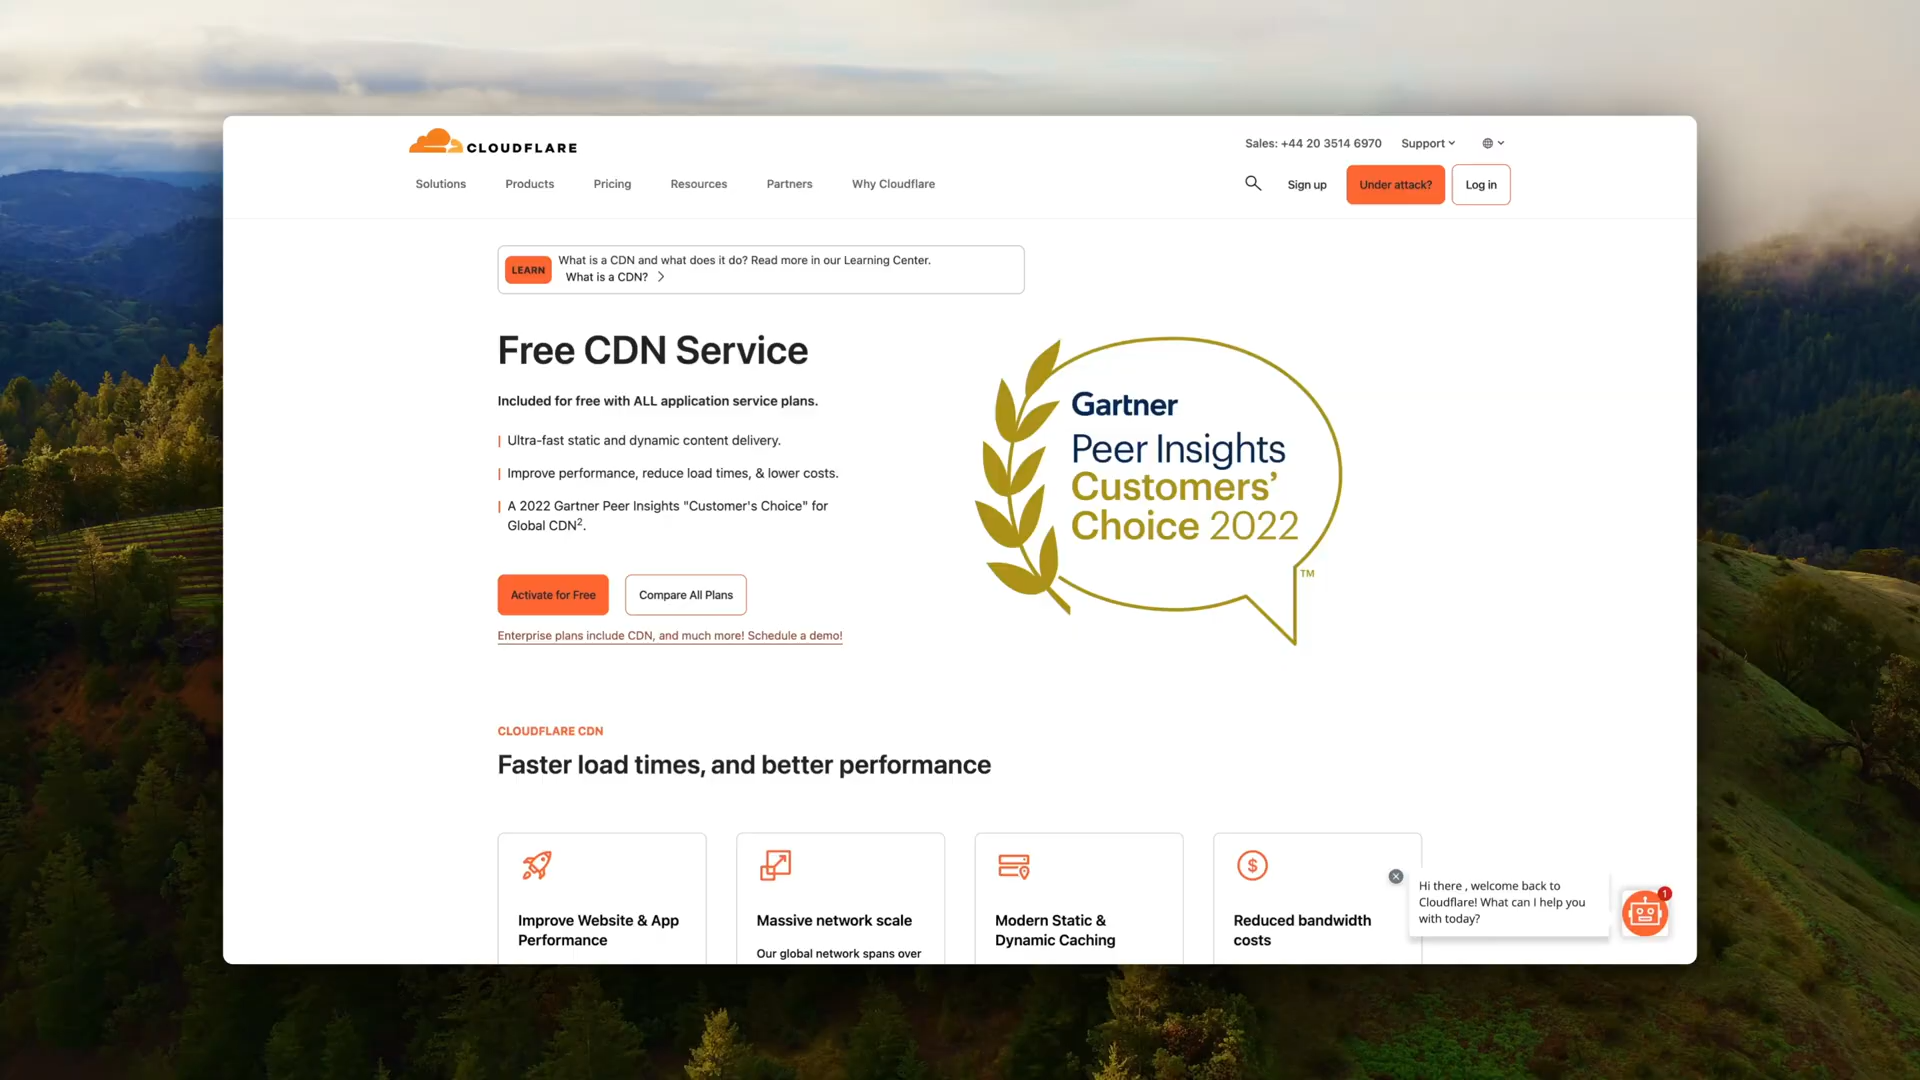 CLOUDFLARE
Sales: +44 20 3514 6970
Support
Solutions
Products
Pricing
Resources
Partners
Why Cloudflare
Sign up
Under attack?
Log in
LEARN
What is a CDN and what does it do? Read more in our Learning Center.
What is a CDN?
Free CDN Service
Included for free with ALL application service plans.
Ultra-fast static and dynamic content delivery.
Improve performance, reduce load times, & lower costs.
A 2022 Gartner Peer Insights "Customer's Choice" for
Global CDN2.
Activate for Free
Compare All Plans
Enterprise plans include CDN, and much more! Schedule a demo!
Gartner
Peer Insights
Customers’
Choice 2022
TM
CLOUDFLARE CDN
Faster load times, and better performance
Improve Website & App
Performance
Massive network scale
Our global network spans over
Modern Static &
Dynamic Caching
$
Reduced bandwidth
costs
Hi there , welcome back to
Cloudflare! What can I help you
with today?
1